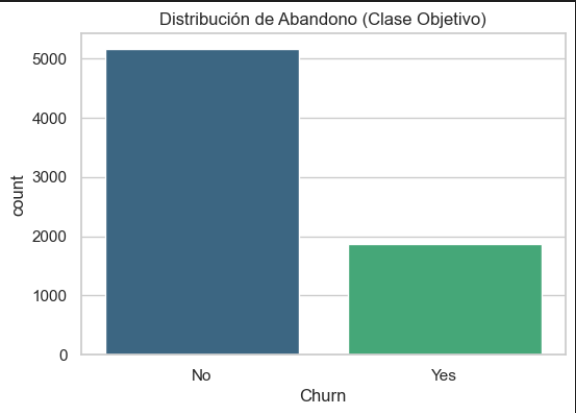 Distribución de Abandono (Clase Objetivo)
5000
4000
3000
2000
1000
0
count
No Yes
Churn